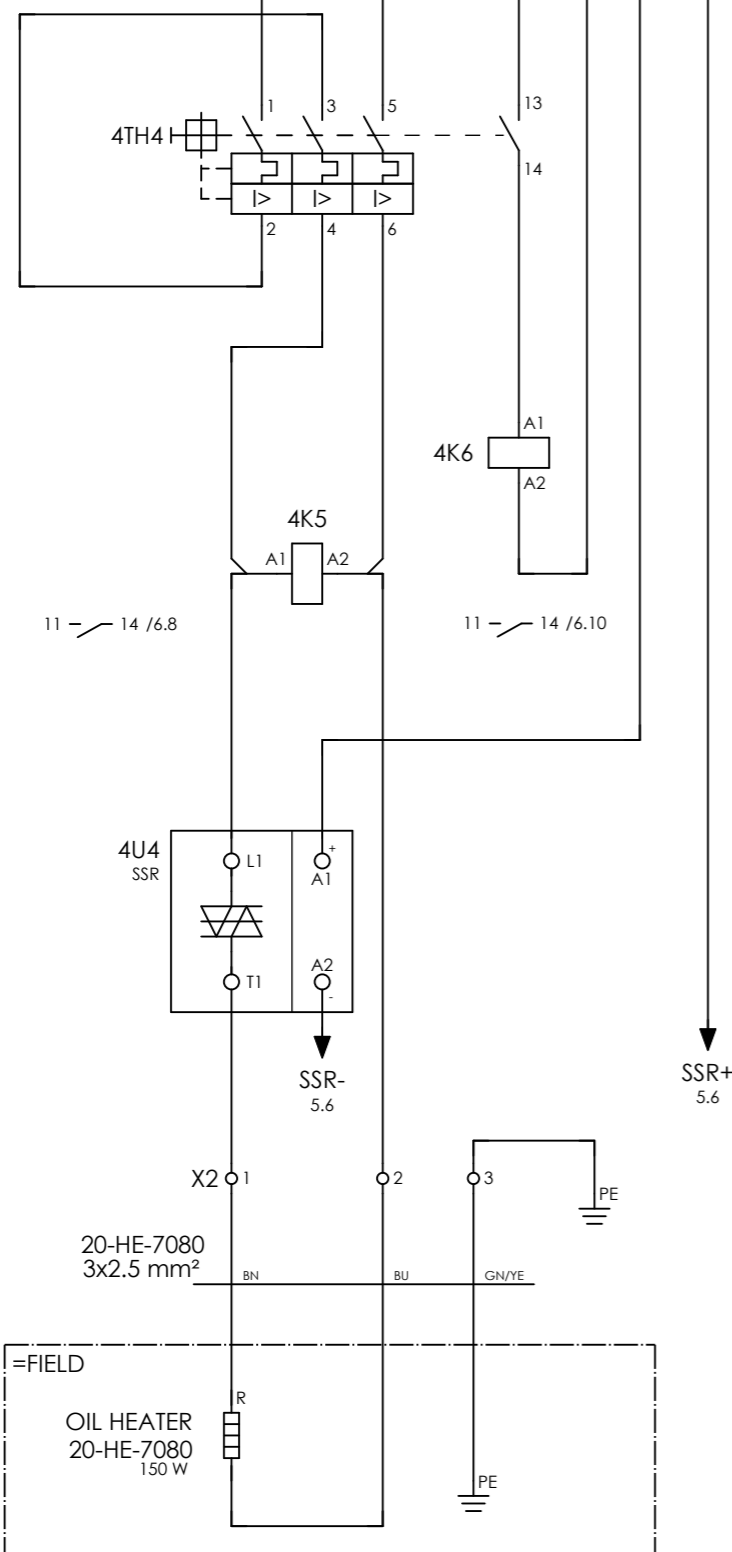 1 3 5 13
4TH4
14
I> I> I>
2 4 6
A1
4K6
A2
4K5
A1 A2
11 14 /6.8
11 14 /6.10
4U4
SSR
L1
+
A1
A2
T1
-
SSR-
5.6
SSR+
5.6
X2 1 2 3
PE
20-HE-7080
3x2.5 mm²
BN BU GN/YE
=FIELD
R
OIL HEATER
20-HE-7080
150 W
PE